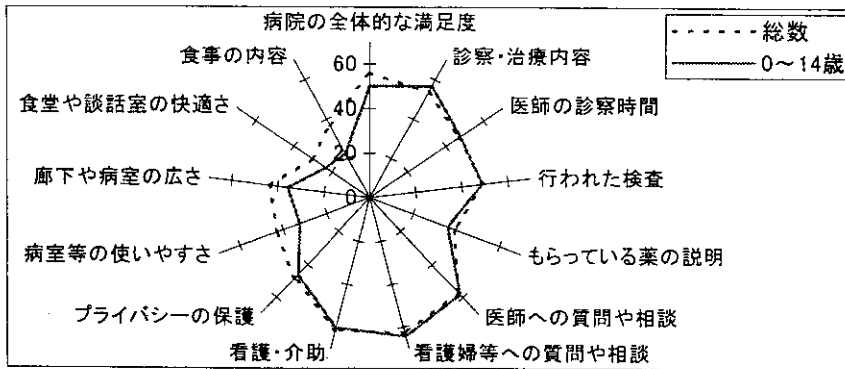 病院の全体的な満足度
総数
0～14歳
食事の内容
60
診察・治療内容
食堂や談話室の快適さ
40
医師の診察時間
廊下や病室の広さ
20
行われた検査
0
病室等の使いやすさ
もらっている薬の説明
プライバシーの保護
医師への質問や相談
看護・介助
看護婦等への質問や相談